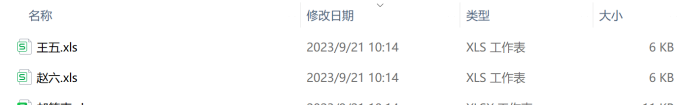 名称 修改日期 类型 大小
王五.xls 2023/9/21 10:14 XLS 工作表 6 KB
赵六.xls 2023/9/21 10:14 XLS 工作表 6 KB